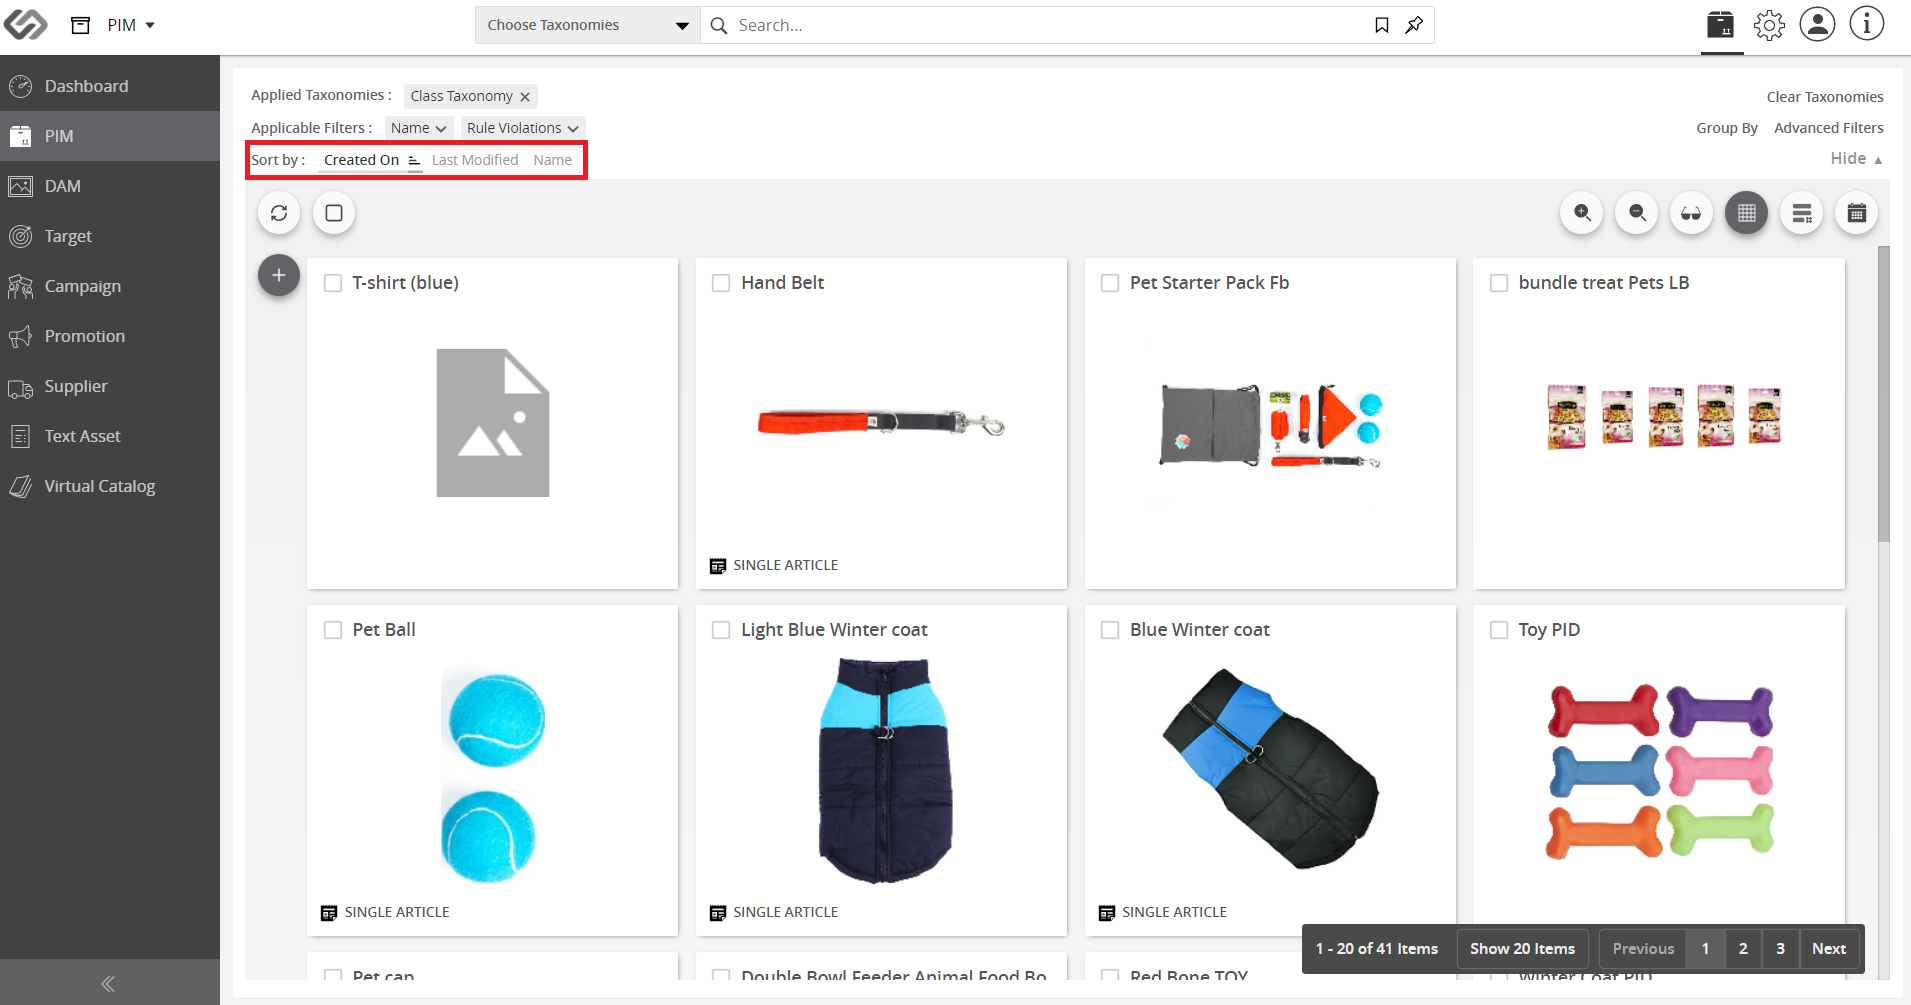 PIM
Choose Taxonomies
Search...
Dashboard
PIM
DAM
Target
Campaign
Promotion
Supplier
Text Asset
Virtual Catalog
Applied Taxonomies : Class Taxonomy
Clear Taxonomies
Applicable Filters : Name Rule Violations
Group By Advanced Filters
Sort by : Created On Last Modified Name
Hide
T-shirt (blue)
Hand Belt
SINGLE ARTICLE
Pet Starter Pack Fb
bundle treat Pets LB
Pet Ball
SINGLE ARTICLE
Light Blue Winter coat
SINGLE ARTICLE
Blue Winter coat
SINGLE ARTICLE
Toy PID
Pet cap
Double Bowl Feeder Animal Food Bo
Red Bone TOY
Winter Coat PID
1 - 20 of 41 Items Show 20 Items Previous 1 2 3 Next